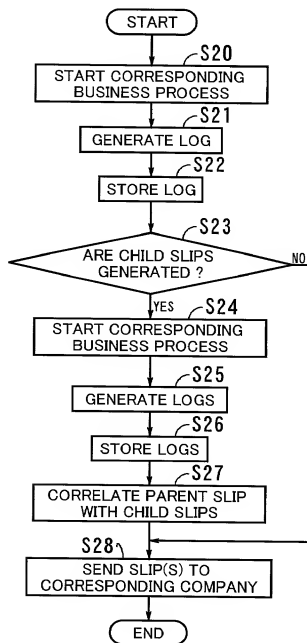 START
S20
START CORRESPONDING
BUSINESS PROCESS
S21
GENERATE LOG
S22
STORE LOG
S23
ARE CHILD SLIPS
GENERATED ?
NO
YES
S24
START CORRESPONDING
BUSINESS PROCESS
S25
GENERATE LOGS
S26
STORE LOGS
S27
CORRELATE PARENT SLIP
WITH CHILD SLIPS
S28
SEND SLIP(S) TO
CORRESPONDING COMPANY
END